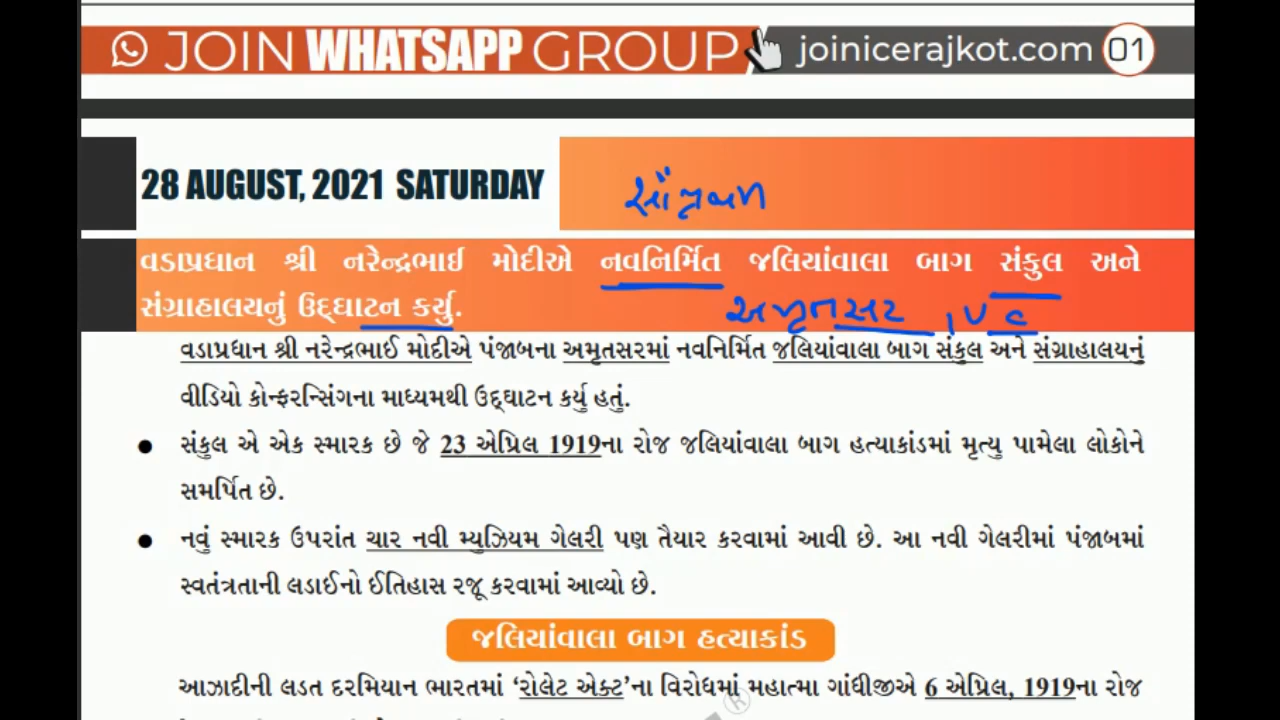 JOIN WHATSAPP GROUP joinicerajkot.com 01
28 AUGUST, 2021 SATURDAY
વડાપ્રધાન શ્રી નરેન્દ્રભાઈ મોદીએ નવનિર્મિત જલિયાંવાલા બાગ સંકુલ અને
સંગ્રાહાલયનું ઉદ્ઘાટન કર્યુ.
અમૃતસર , VC
વડાપ્રધાન શ્રી નરેન્દ્રભાઈ મોદીએ પંજાબના અમૃતસરમાં નવનિર્મિત જલિયાંવાલા બાગ સંકુલ અને સંગ્રાહાલયનું
વીડિયો કોન્ફરન્સિંગના માધ્યમથી ઉદ્ઘાટન કર્યુ હતું.
● સંકુલ એ એક સ્મારક છે જે 23 એપ્રિલ 1919ના રોજ જલિયાંવાલા બાગ હત્યાકાંડમાં મૃત્યુ પામેલા લોકોને
સમર્પિત છે.
● નવું સ્મારક ઉપરાંત ચાર નવી મ્યુઝિયમ ગેલરી પણ તૈયાર કરવામાં આવી છે. આ નવી ગેલરીમાં પંજાબમાં
સ્વતંત્રતાની લડાઈનો ઈતિહાસ રજૂ કરવામાં આવ્યો છે.
જલિયાંવાલા બાગ હત્યાકાંડ
આઝાદીની લડત દરમિયાન ભારતમાં ‘રોલેટ એક્ટ’ના વિરોધમાં મહાત્મા ગાંધીજીએ 6 એપ્રિલ, 1919ના રોજ